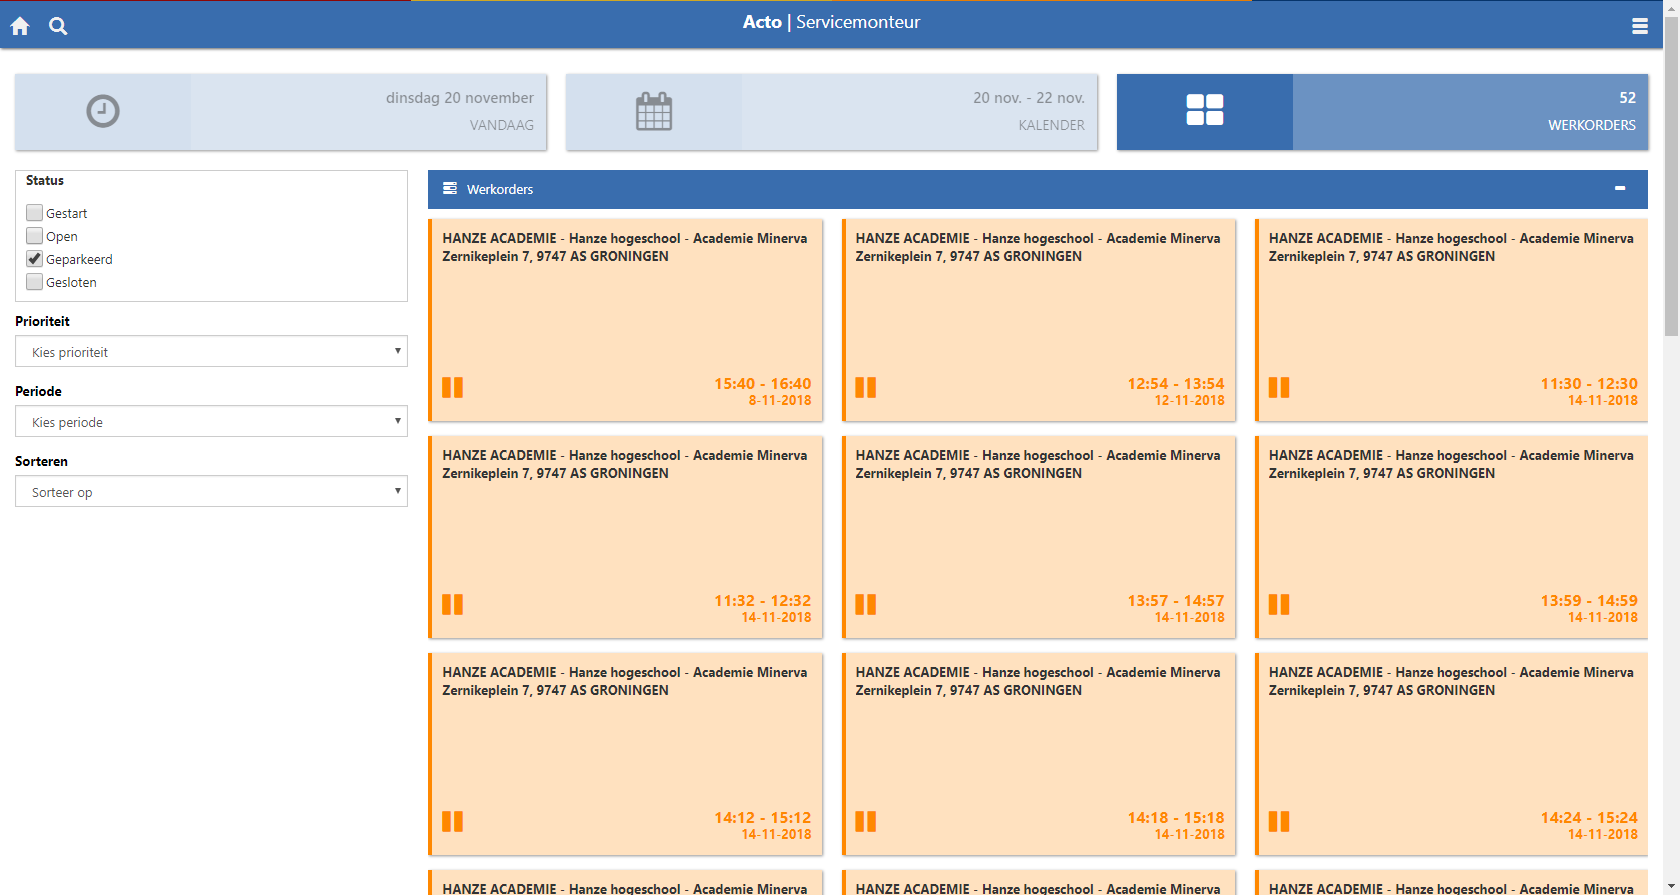 Acto | Servicemonteur
dinsdag 20 november
VANDAAG
20 nov. - 22 nov.
KALENDER
52
WERKORDERS
Status
Gestart
Open
Geparkeerd
Gesloten
Prioriteit
Kies prioriteit
Periode
Kies periode
Sorteren
Sorteer op
Werkorders
HANZE ACADEMIE - Hanze hogeschool - Academie Minerva
Zernikeplein 7, 9747 AS GRONINGEN
15:40 - 16:40
8-11-2018
HANZE ACADEMIE - Hanze hogeschool - Academie Minerva
Zernikeplein 7, 9747 AS GRONINGEN
12:54 - 13:54
12-11-2018
HANZE ACADEMIE - Hanze hogeschool - Academie Minerva
Zernikeplein 7, 9747 AS GRONINGEN
11:30 - 12:30
14-11-2018
HANZE ACADEMIE - Hanze hogeschool - Academie Minerva
Zernikeplein 7, 9747 AS GRONINGEN
11:32 - 12:32
14-11-2018
HANZE ACADEMIE - Hanze hogeschool - Academie Minerva
Zernikeplein 7, 9747 AS GRONINGEN
13:57 - 14:57
14-11-2018
HANZE ACADEMIE - Hanze hogeschool - Academie Minerva
Zernikeplein 7, 9747 AS GRONINGEN
13:59 - 14:59
14-11-2018
HANZE ACADEMIE - Hanze hogeschool - Academie Minerva
Zernikeplein 7, 9747 AS GRONINGEN
14:12 - 15:12
14-11-2018
HANZE ACADEMIE - Hanze hogeschool - Academie Minerva
Zernikeplein 7, 9747 AS GRONINGEN
14:18 - 15:18
14-11-2018
HANZE ACADEMIE - Hanze hogeschool - Academie Minerva
Zernikeplein 7, 9747 AS GRONINGEN
14:24 - 15:24
14-11-2018
HANZE ACADEMIE - Hanze hogeschool - Academie Minerva
HANZE ACADEMIE - Hanze hogeschool - Academie Minerva
HANZE ACADEMIE - Hanze hogeschool - Academie Minerva